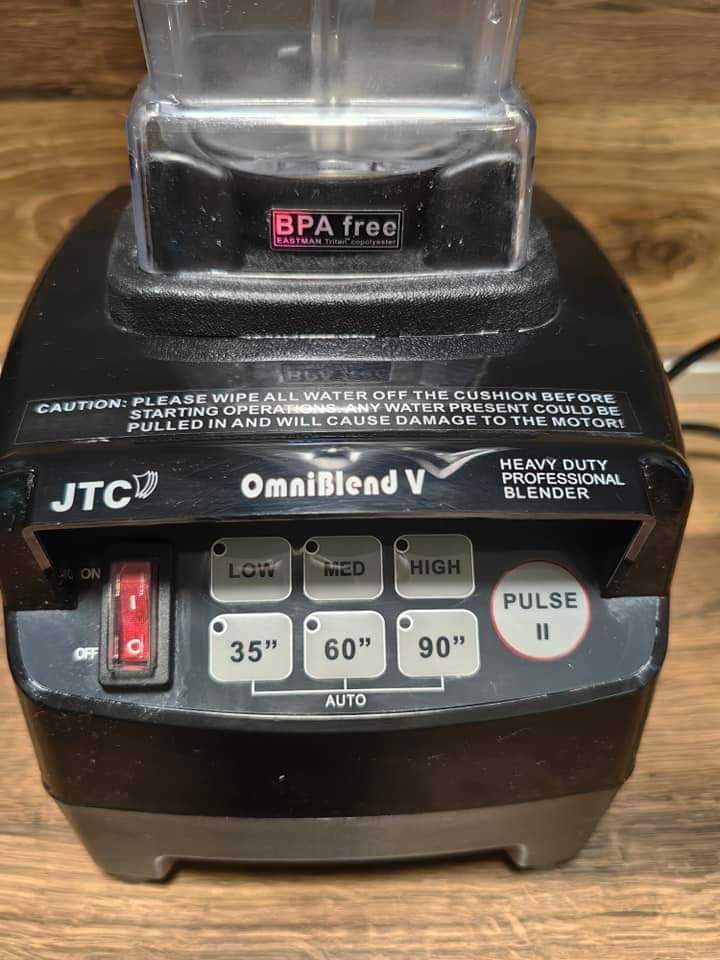 BPA free
EASTMAN Tritan™ copolyester
CAUTION: PLEASE WIPE ALL WATER OFF THE CUSHION BEFORE
STARTING OPERATIONS. ANY WATER PRESENT COULD BE
PULLED IN AND WILL CAUSE DAMAGE TO THE MOTOR!
JTC
OmniBlend V
HEAVY DUTY
PROFESSIONAL
BLENDER
ON
OFF
LOW
MED
HIGH
35”
60”
90”
AUTO
PULSE
II